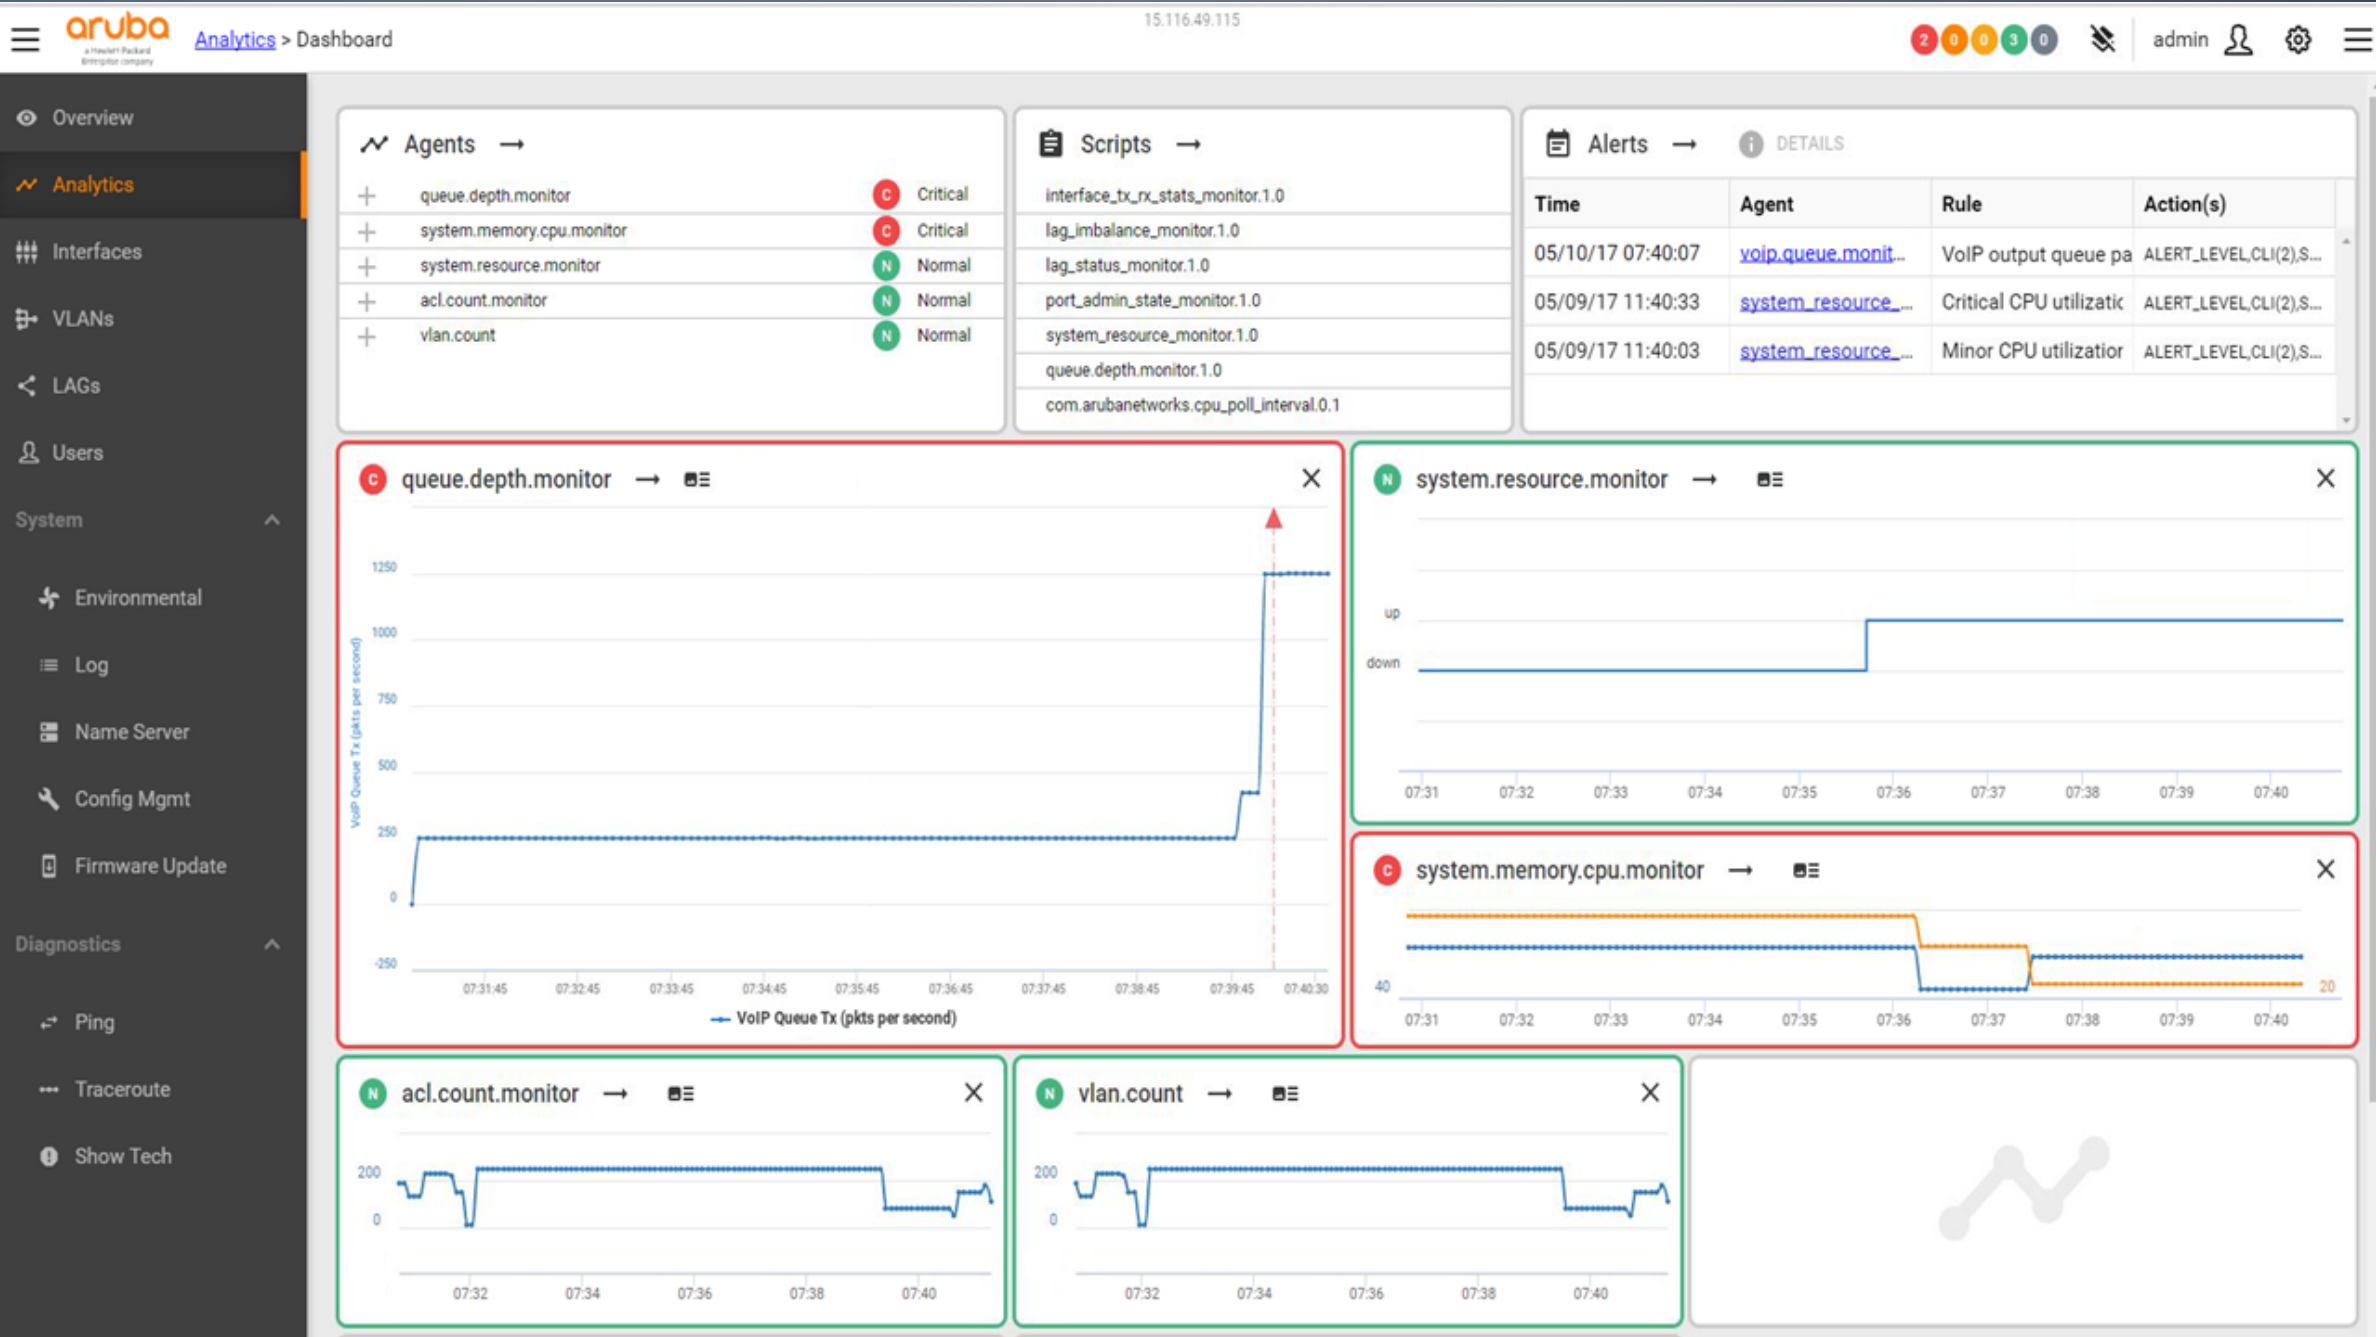 15.116.49.115
aruba
a Hewlett Packard
Enterprise company
Analytics > Dashboard
2 0 0 3 0
admin
Overview
Analytics
Interfaces
VLANs
LAGs
Users
System
Environmental
Log
Name Server
Config Mgmt
Firmware Update
Diagnostics
Ping
Traceroute
Show Tech
Agents
queue.depth.monitor C Critical
system.memory.cpu.monitor C Critical
system.resource.monitor N Normal
acl.count.monitor N Normal
vlan.count N Normal
Scripts
interface_tx_rx_stats_monitor.1.0
lag_imbalance_monitor.1.0
lag_status_monitor.1.0
port_admin_state_monitor.1.0
system_resource_monitor.1.0
queue.depth.monitor.1.0
com.arubanetworks.cpu_poll_interval.0.1
Alerts DETAILS
Time Agent Rule Action(s)
05/10/17 07:40:07 voip.queue.monit... VoIP output queue pa ALERT_LEVEL,CLI(2),S...
05/09/17 11:40:33 system_resource_... Critical CPU utilizatic ALERT_LEVEL,CLI(2),S...
05/09/17 11:40:03 system_resource_... Minor CPU utilization ALERT_LEVEL,CLI(2),S...
C queue.depth.monitor
VoIP Queue Tx (pkts per second)
1250
1000
750
500
250
0
-250
07:31:45 07:32:45 07:33:45 07:34:45 07:35:45 07:36:45 07:37:45 07:38:45 07:39:45 07:40:30
VoIP Queue Tx (pkts per second)
N system.resource.monitor
up
down
07:31 07:32 07:33 07:34 07:35 07:36 07:37 07:38 07:39 07:40
C system.memory.cpu.monitor
40 20
07:31 07:32 07:33 07:34 07:35 07:36 07:37 07:38 07:39 07:40
N acl.count.monitor
200
0
07:32 07:34 07:36 07:38 07:40
N vlan.count
200
0
07:32 07:34 07:36 07:38 07:40